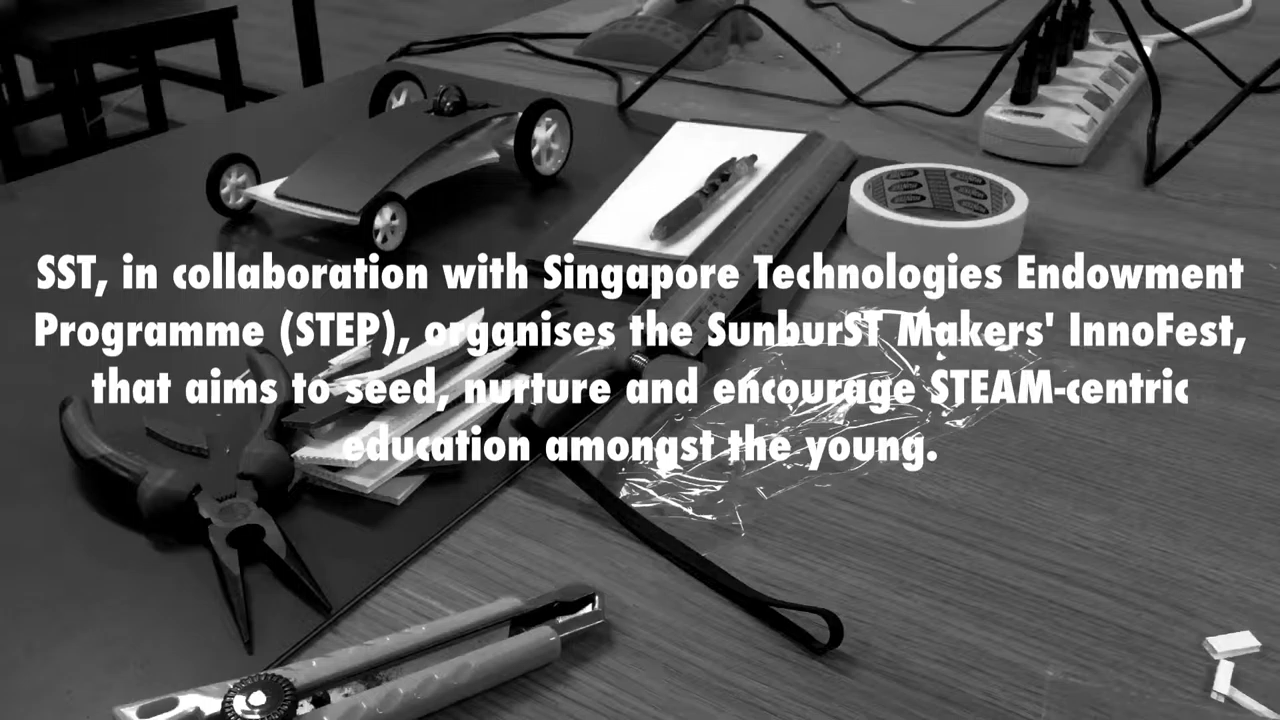 SST, in collaboration with Singapore Technologies Endowment
Programme (STEP), organises the SunburST Makers' InnoFest,
that aims to seed, nurture and encourage STEAM-centric
education amongst the young.